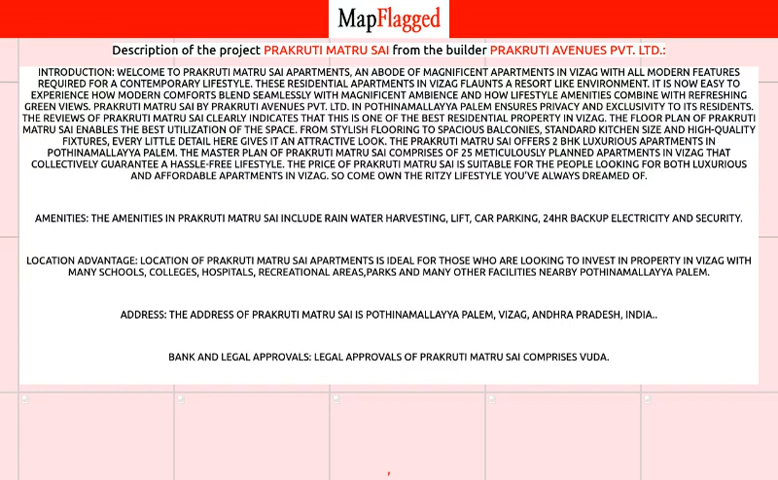 MapFlagged
Description of the project PRAKRUTI MATRU SAI from the builder PRAKRUTI AVENUES PVT. LTD.:
INTRODUCTION: WELCOME TO PRAKRUTI MATRU SAI APARTMENTS, AN ABODE OF MAGNIFICENT APARTMENTS IN VIZAG WITH ALL MODERN FEATURES
REQUIRED FOR A CONTEMPORARY LIFESTYLE. THESE RESIDENTIAL APARTMENTS IN VIZAG FLAUNTS A RESORT LIKE ENVIRONMENT. IT IS NOW EASY TO
EXPERIENCE HOW MODERN COMFORTS BLEND SEAMLESSLY WITH MAGNIFICENT AMBIENCE AND HOW LIFESTYLE AMENITIES COMBINE WITH REFRESHING
GREEN VIEWS. PRAKRUTI MATRU SAI BY PRAKRUTI AVENUES PVT. LTD. IN POTHINAMALLAYYA PALEM ENSURES PRIVACY AND EXCLUSIVITY TO ITS RESIDENTS.
THE REVIEWS OF PRAKRUTI MATRU SAI CLEARLY INDICATES THAT THIS IS ONE OF THE BEST RESIDENTIAL PROPERTY IN VIZAG. THE FLOOR PLAN OF PRAKRUTI
MATRU SAI ENABLES THE BEST UTILIZATION OF THE SPACE. FROM STYLISH FLOORING TO SPACIOUS BALCONIES, STANDARD KITCHEN SIZE AND HIGH-QUALITY
FIXTURES, EVERY LITTLE DETAIL HERE GIVES IT AN ATTRACTIVE LOOK. THE PRAKRUTI MATRU SAI OFFERS 2 BHK LUXURIOUS APARTMENTS IN
POTHINAMALLAYYA PALEM. THE MASTER PLAN OF PRAKRUTI MATRU SAI COMPRISES OF 25 METICULOUSLY PLANNED APARTMENTS IN VIZAG THAT
COLLECTIVELY GUARANTEE A HASSLE-FREE LIFESTYLE. THE PRICE OF PRAKRUTI MATRU SAI IS SUITABLE FOR THE PEOPLE LOOKING FOR BOTH LUXURIOUS
AND AFFORDABLE APARTMENTS IN VIZAG. SO COME OWN THE RITZY LIFESTYLE YOU'VE ALWAYS DREAMED OF.
AMENITIES: THE AMENITIES IN PRAKRUTI MATRU SAI INCLUDE RAIN WATER HARVESTING, LIFT, CAR PARKING, 24HR BACKUP ELECTRICITY AND SECURITY.
LOCATION ADVANTAGE: LOCATION OF PRAKRUTI MATRU SAI APARTMENTS IS IDEAL FOR THOSE WHO ARE LOOKING TO INVEST IN PROPERTY IN VIZAG WITH
MANY SCHOOLS, COLLEGES, HOSPITALS, RECREATIONAL AREAS,PARKS AND MANY OTHER FACILITIES NEARBY POTHINAMALLAYYA PALEM.
ADDRESS: THE ADDRESS OF PRAKRUTI MATRU SAI IS POTHINAMALLAYYA PALEM, VIZAG, ANDHRA PRADESH, INDIA..
BANK AND LEGAL APPROVALS: LEGAL APPROVALS OF PRAKRUTI MATRU SAI COMPRISES VUDA.
,